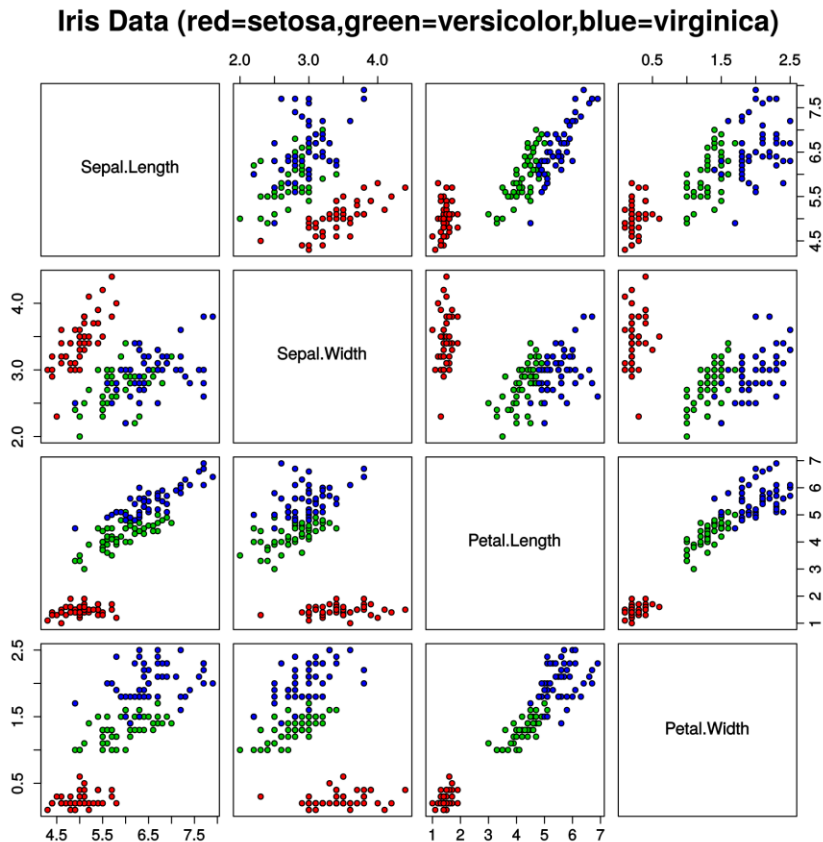 Iris Data (red=setosa,green=versicolor,blue=virginica)
2.0 3.0 4.0
0.5 1.5 2.5
Sepal.Length
4.5 5.5 6.5 7.5
2.0 3.0 4.0
Sepal.Width
Petal.Length
1 2 3 4 5 6 7
0.5 1.5 2.5
Petal.Width
4.5 5.5 6.5 7.5
1 2 3 4 5 6 7